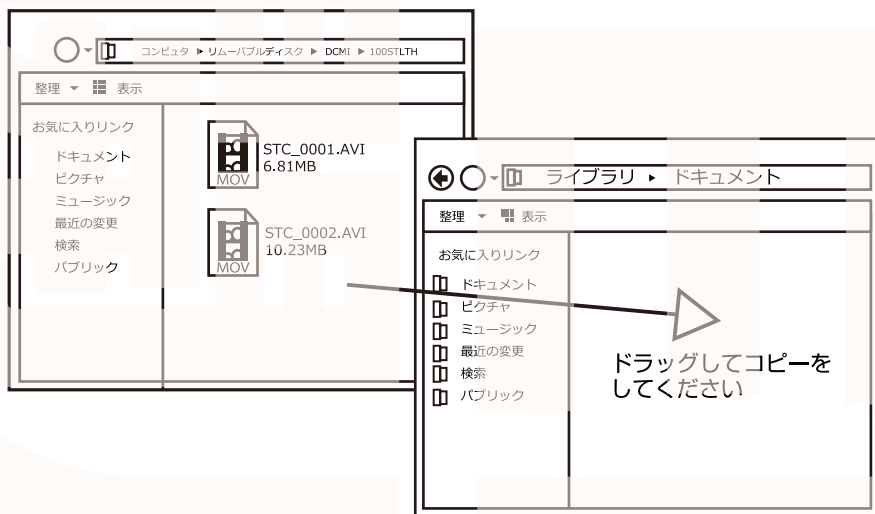 コンピュタ ▶ リムーバブルディスク ▶ DCMI ▶ 100STLTH
整理 ▼ 表示
お気に入りリンク
ドキュメント
ピクチャ
ミュージック
最近の変更
検索
パブリック
STC_0001.AVI
6.81MB
MOV
STC_0002.AVI
10.23MB
MOV
ライブラリ ▶ ドキュメント
整理 ▼ 表示
お気に入りリンク
ドキュメント
ピクチャ
ミュージック
最近の変更
検索
パブリック
ドラッグしてコピーを
してください